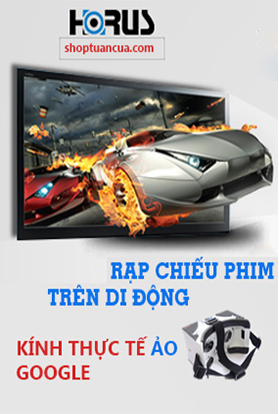 HORUS
shoptuancua.com
RẠP CHIẾU PHIM
TRÊN DI ĐỘNG
KÍNH THỰC TẾ ẢO
GOOGLE